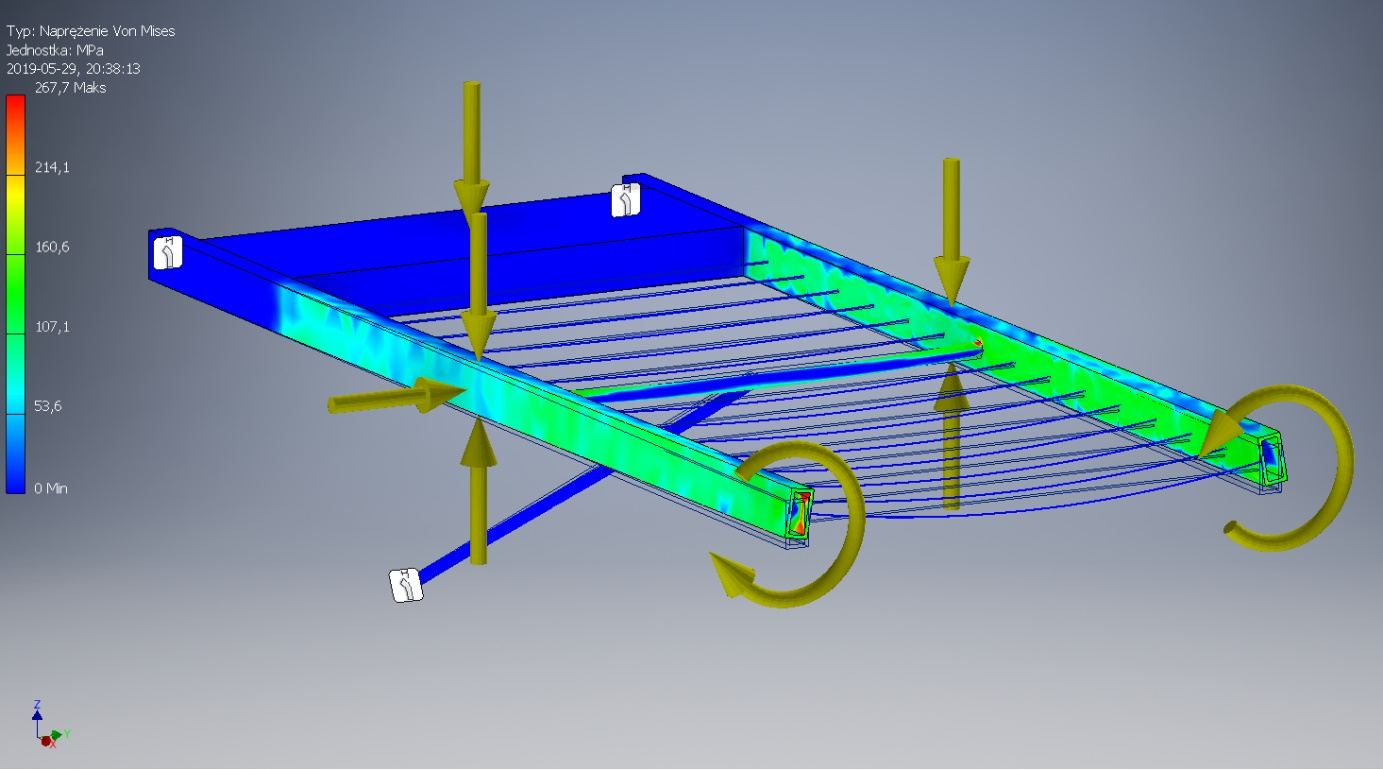 Typ: Naprężenie Von Mises
Jednostka: MPa
2019-05-29, 20:38:13
267,7 Maks
214,1
160,6
107,1
53,6
0 Min
Z
Y
X